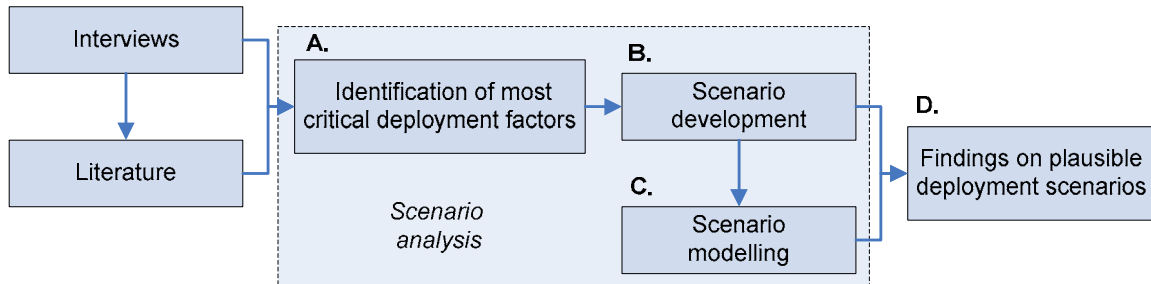 Interviews
Literature
A.
Identification of most
critical deployment factors
Scenario
analysis
B.
Scenario
development
C.
Scenario
modelling
D.
Findings on plausible
deployment scenarios